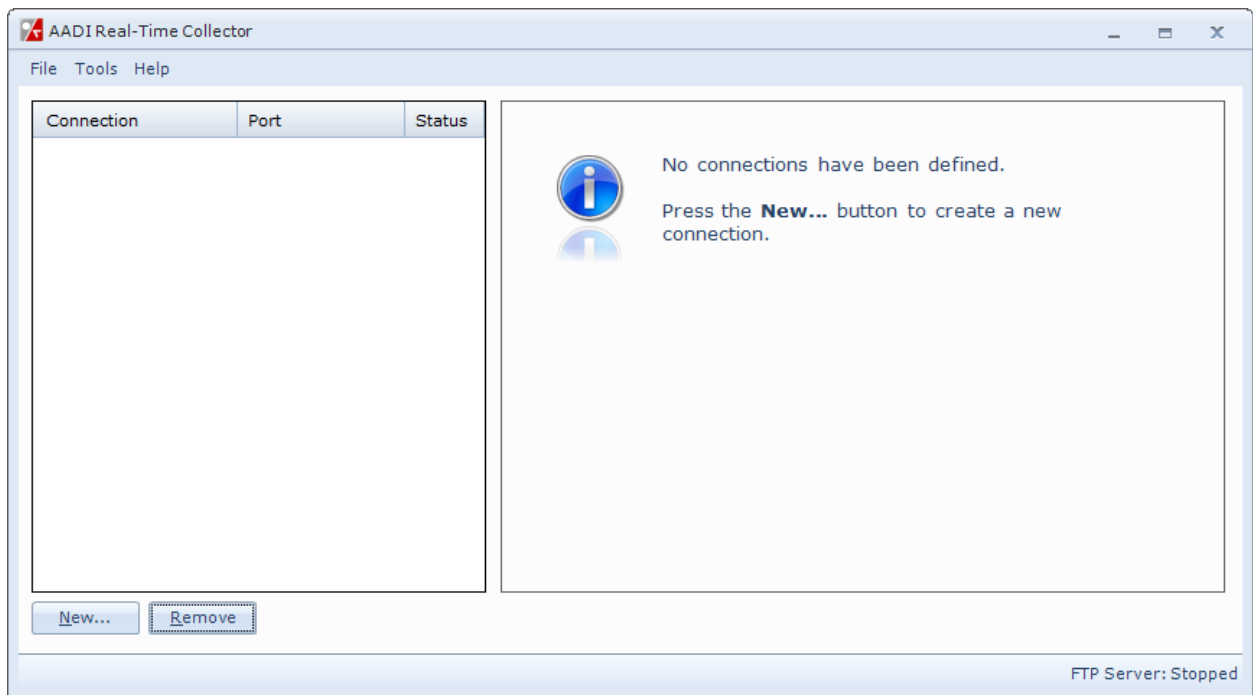 AADI Real-Time Collector
File Tools Help
Connection Port Status
No connections have been defined.
Press the New... button to create a new
connection.
New... Remove
FTP Server: Stopped